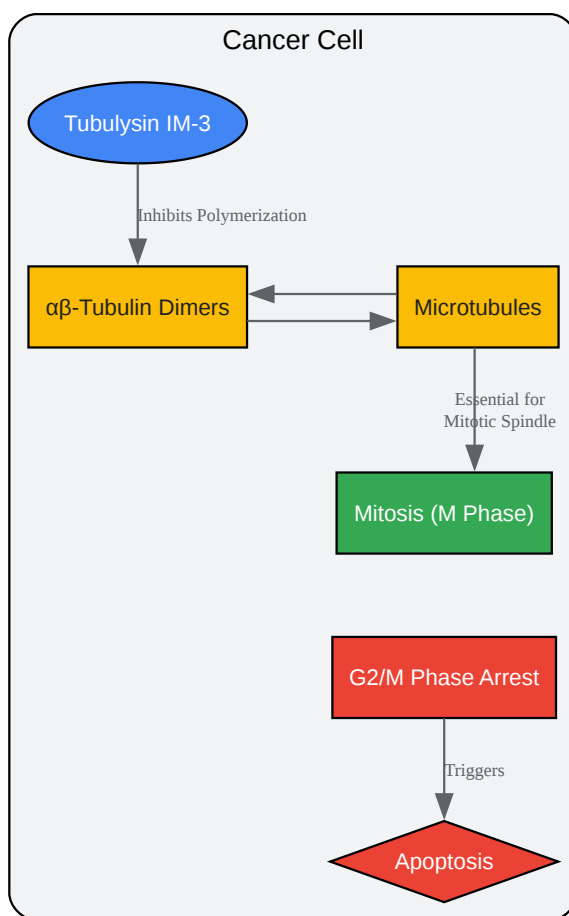 Cancer Cell
Tubulysin IM-3
Inhibits Polymerization
αβ-Tubulin Dimers
Microtubules
Essential for
Mitotic Spindle
Mitosis (M Phase)
G2/M Phase Arrest
Triggers
Apoptosis